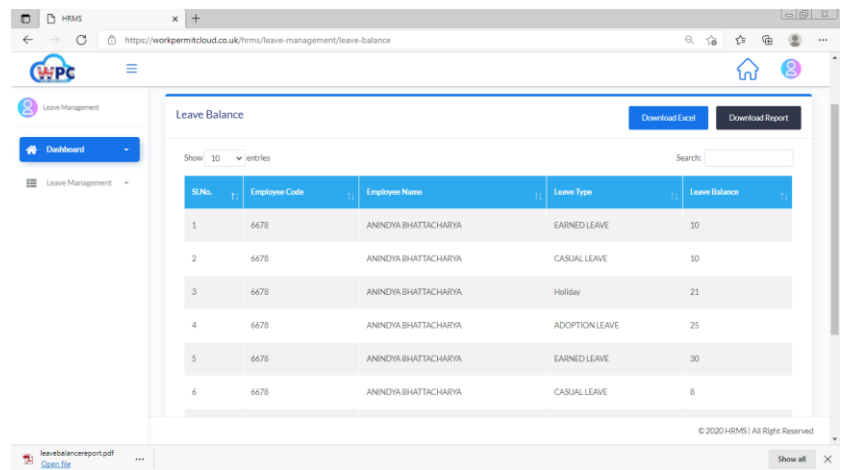 HRMS
https://workpermitcloud.co.uk/hrms/leave-management/leave-balance
WPC
Leave Management
Dashboard
Leave Management
Leave Balance
Download Excel
Download Report
Show 10 entries
Search:
Sl.No. Employee Code Employee Name Leave Type Leave Balance
1 6678 ANINDYA BHATTACHARYA EARNED LEAVE 10
2 6678 ANINDYA BHATTACHARYA CASUAL LEAVE 10
3 6678 ANINDYA BHATTACHARYA Holiday 21
4 6678 ANINDYA BHATTACHARYA ADOPTION LEAVE 25
5 6678 ANINDYA BHATTACHARYA EARNED LEAVE 30
6 6678 ANINDYA BHATTACHARYA CASUAL LEAVE 8
© 2020 HRMS | All Right Reserved
leavebalancereport.pdf
Open file
Show all